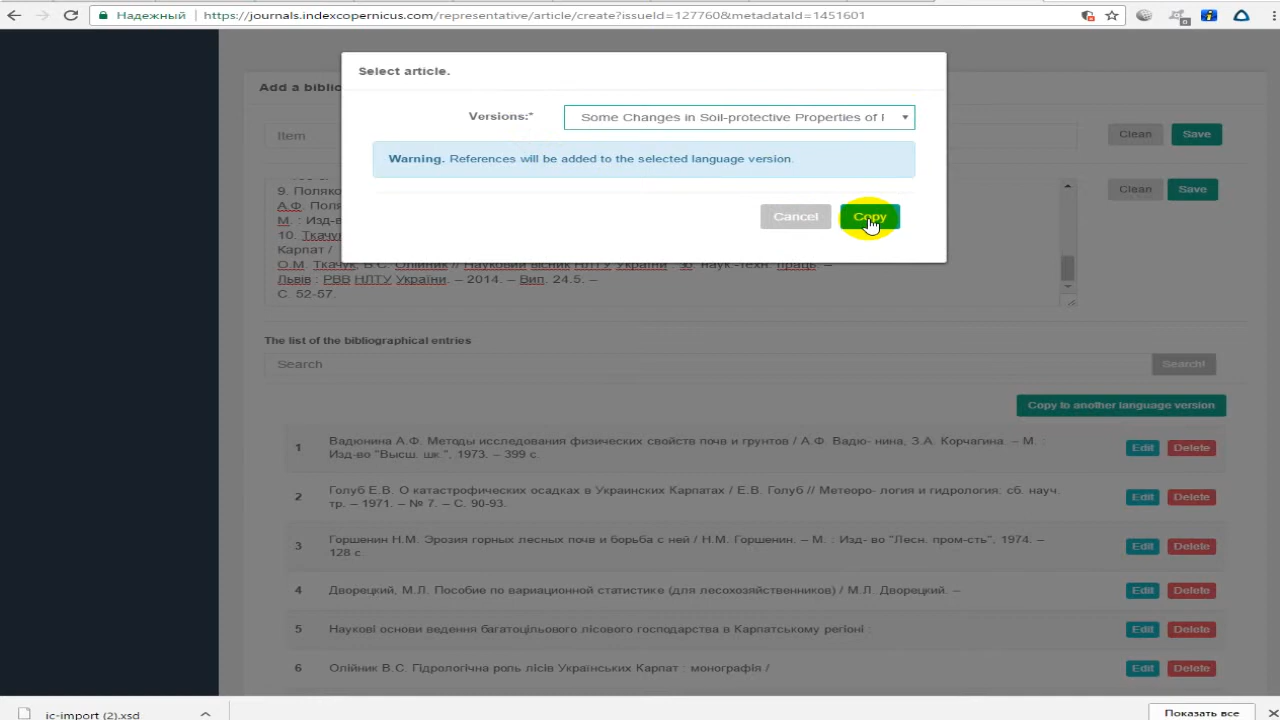 Надежный https://journals.indexcopernicus.com/representative/article/create?issueId=127760&metadataId=1451601
Select article.
Add a biblio
Versions:* Some Changes in Soil-protective Properties of
Item Clean Save
Warning. References will be added to the selected language version.
9. Поляко Clean Save
А.Ф. Пол
М. : Изд-в Cancel Copy
10. Ткачу
Карпат /
О.М. Ткачук, В.С. Олійник // Науковий вісник НЛТУ України : зб. наук.-техн. праць. –
Львів : РВВ НЛТУ України. – 2014. – Вип. 24.5. –
С. 52-57.
The list of the bibliographical entries
Search Search!
Copy to another language version
1 Вадюнина А.Ф. Методы исследования физических свойств почв и грунтов / А.Ф. Вадю- нина, З.А. Корчагина. – М. :
Изд-во "Высш. шк.", 1973. – 399 с. Edit Delete
2 Голуб Е.В. О катастрофических осадках в Украинских Карпатах / Е.В. Голуб // Метеоро- логия и гидрология: сб. науч.
тр. – 1971. – № 7. – С. 90-93. Edit Delete
3 Горшенин Н.М. Эрозия горных лесных почв и борьба с ней / Н.М. Горшенин. – М. : Изд- во "Лесн. пром-сть", 1974. –
128 с. Edit Delete
4 Дворецкий, М.Л. Пособие по вариационной статистике (для лесохозяйственников) / М.Л. Дворецкий. – Edit Delete
5 Наукові основи ведення багатоцільового лісового господарства в Карпатському регіоні : Edit Delete
6 Олійник В.С. Гідрологічна роль лісів Українських Карпат : монографія / Edit Delete
ic-import (2).xsd Показать все